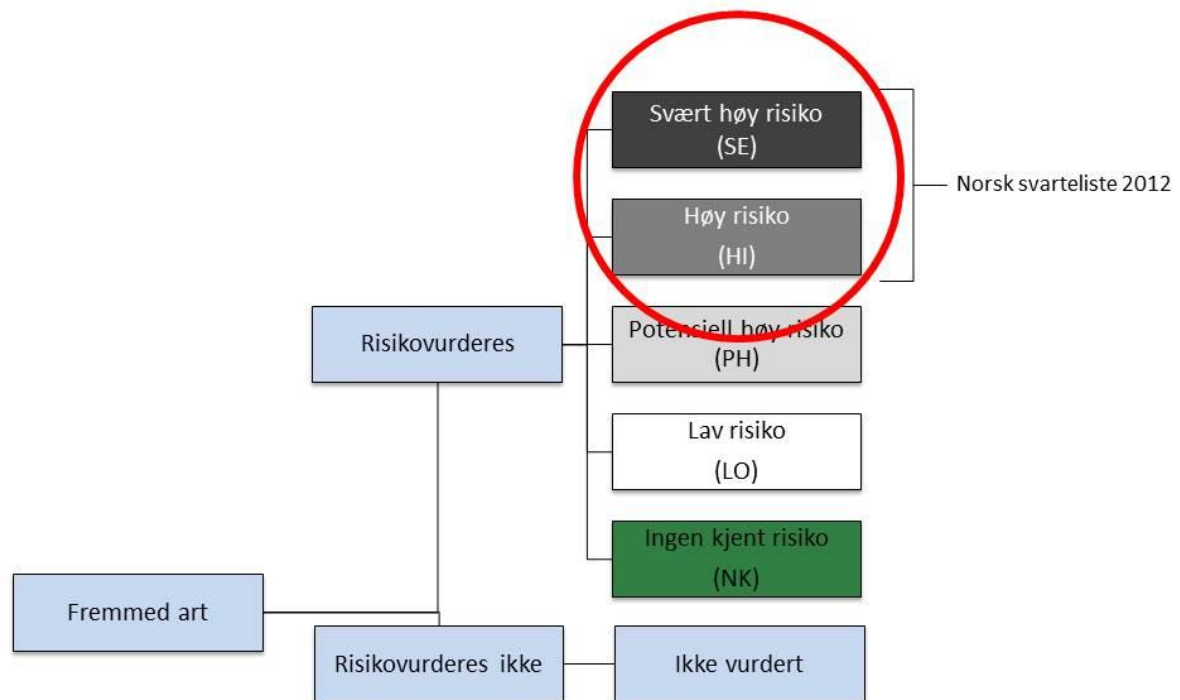 Svært høy risiko
(SE)
Høy risiko
(HI)
Norsk svarteliste 2012
Risikovurderes
Potensiell høy risiko
(PH)
Lav risiko
(LO)
Ingen kjent risiko
(NK)
Fremmed art
Risikovurderes ikke
Ikke vurdert